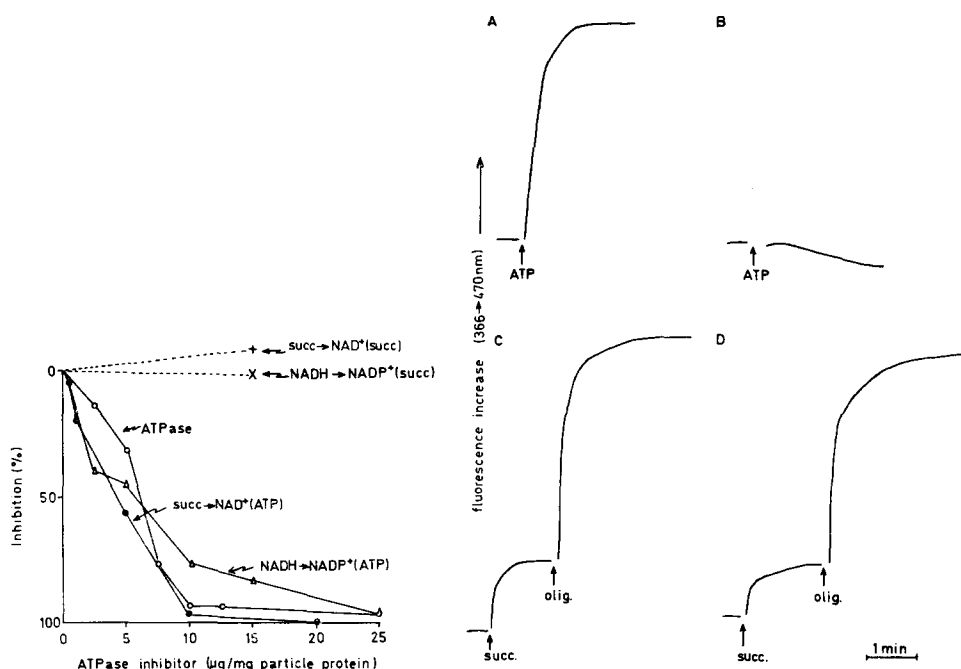 succ→NAD⁺(succ)
NADH→NADP⁺(succ)
ATPase
succ→NAD⁺(ATP)
NADH→NADP⁺(ATP)
Inhibition (%)
0
50
100
0 5 10 15 20 25
ATPase inhibitor (µg/mg particle protein)
fluorescence increase (366→470nm)
A
ATP
B
ATP
C
succ.
olig.
D
succ.
olig.
1 min